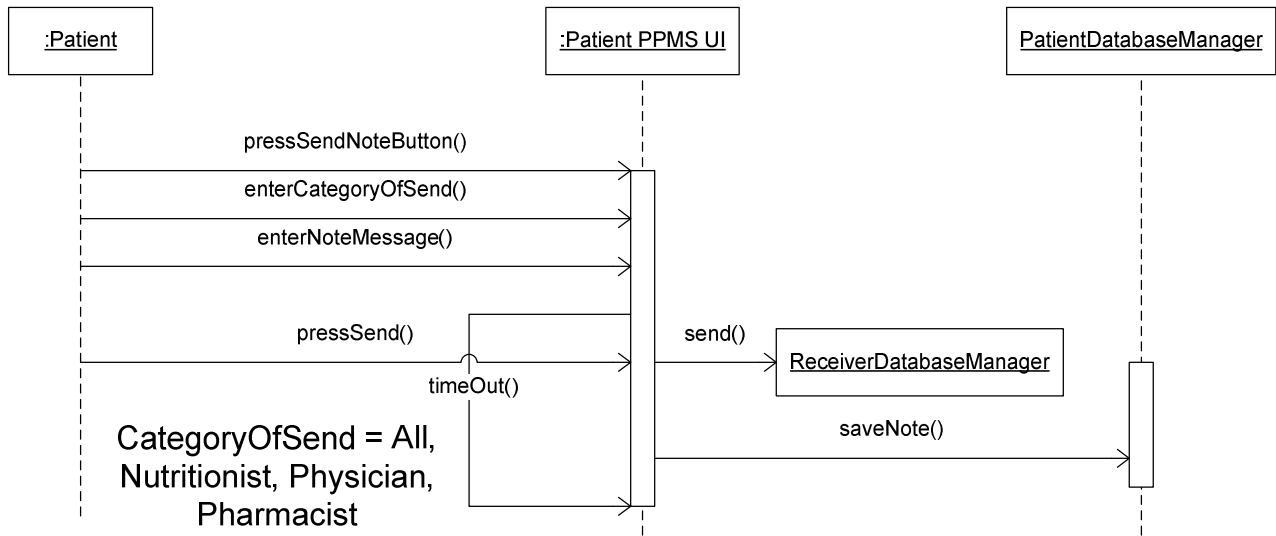 :Patient
:Patient PPMS UI
PatientDatabaseManager
pressSendNoteButton()
enterCategoryOfSend()
enterNoteMessage()
pressSend()
send()
ReceiverDatabaseManager
timeOut()
saveNote()
CategoryOfSend = All,
Nutritionist, Physician,
Pharmacist